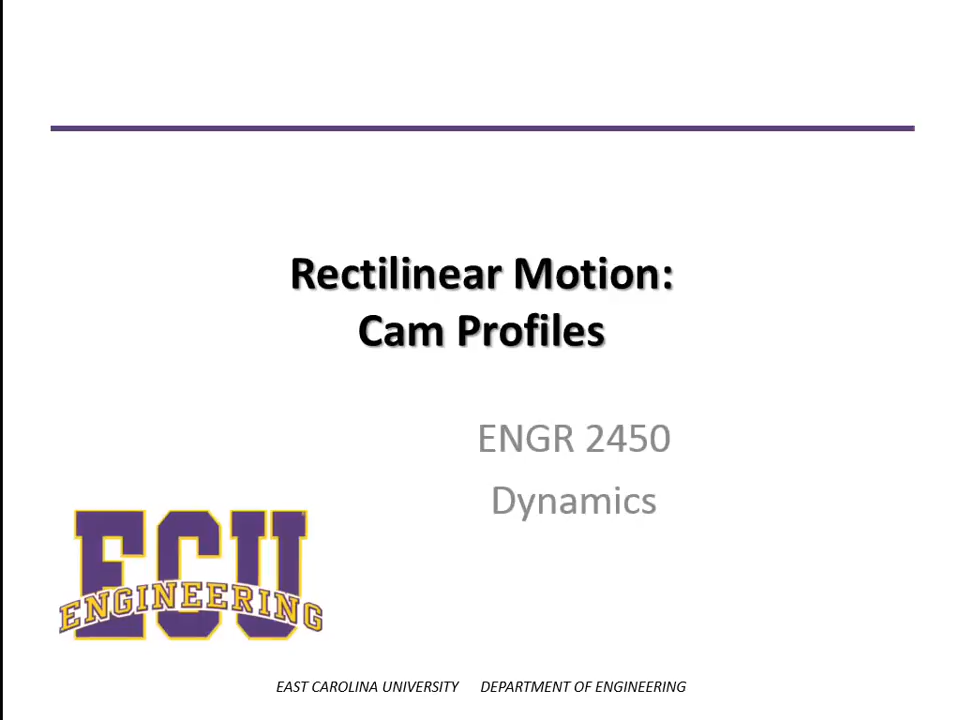 Rectilinear Motion:
Cam Profiles
ENGR 2450
Dynamics
ECU
ENGINEERING
EAST CAROLINA UNIVERSITY DEPARTMENT OF ENGINEERING